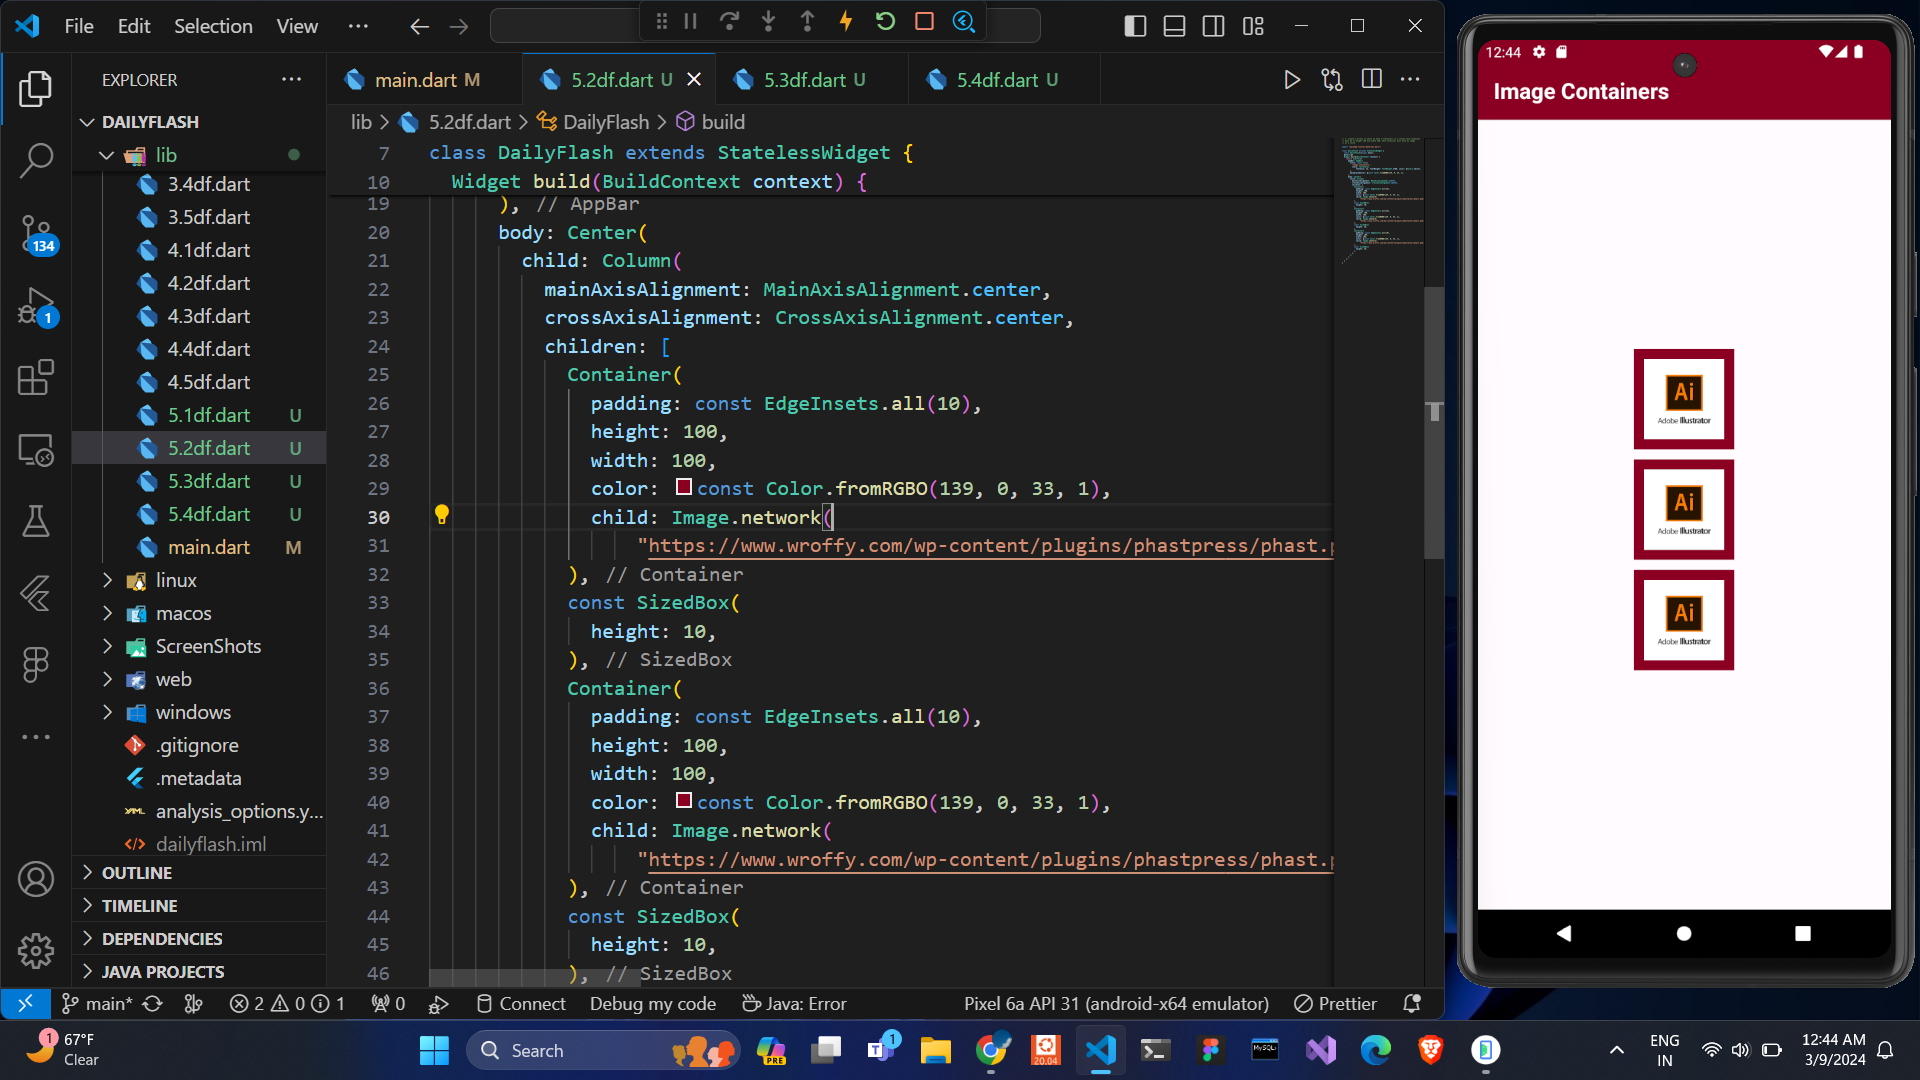 File Edit Selection View ···
EXPLORER
DAILYFLASH
lib
3.4df.dart
3.5df.dart
4.1df.dart
4.2df.dart
4.3df.dart
4.4df.dart
4.5df.dart
5.1df.dart U
5.2df.dart U
5.3df.dart U
5.4df.dart U
main.dart M
linux
macos
ScreenShots
web
windows
.gitignore
.metadata
analysis_options.y...
dailyflash.iml
OUTLINE
TIMELINE
DEPENDENCIES
JAVA PROJECTS
134
1
main.dart M 5.2df.dart U 5.3df.dart U 5.4df.dart U
lib > 5.2df.dart > DailyFlash > build
7 class DailyFlash extends StatelessWidget {
10 Widget build(BuildContext context) {
19 ), // AppBar
20 body: Center(
21 child: Column(
22 mainAxisAlignment: MainAxisAlignment.center,
23 crossAxisAlignment: CrossAxisAlignment.center,
24 children: [
25 Container(
26 padding: const EdgeInsets.all(10),
27 height: 100,
28 width: 100,
29 color: const Color.fromRGBO(139, 0, 33, 1),
30 child: Image.network(
31 "https://www.wroffy.com/wp-content/plugins/phastpress/phast.p
32 ), // Container
33 const SizedBox(
34 height: 10,
35 ), // SizedBox
36 Container(
37 padding: const EdgeInsets.all(10),
38 height: 100,
39 width: 100,
40 color: const Color.fromRGBO(139, 0, 33, 1),
41 child: Image.network(
42 "https://www.wroffy.com/wp-content/plugins/phastpress/phast.p
43 ), // Container
44 const SizedBox(
45 height: 10,
46 ), // SizedBox
main* 2 0 1 0 Connect Debug my code Java: Error Pixel 6a API 31 (android-x64 emulator) Prettier
12:44
Image Containers
Ai
Adobe Illustrator
Ai
Adobe Illustrator
Ai
Adobe Illustrator
1
67°F
Clear
Search
PRE
1
20.04
MySQL
ENG
IN
12:44 AM
3/9/2024